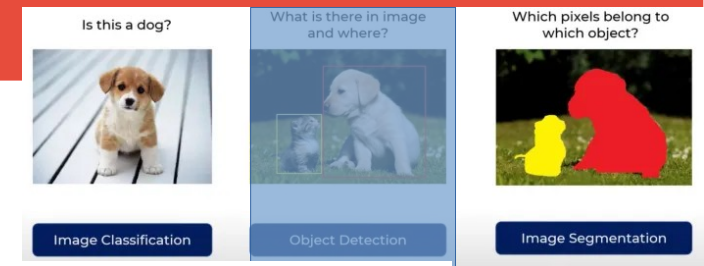 Is this a dog?
Image Classification
What is there in image
and where?
Object Detection
Which pixels belong to
which object?
Image Segmentation